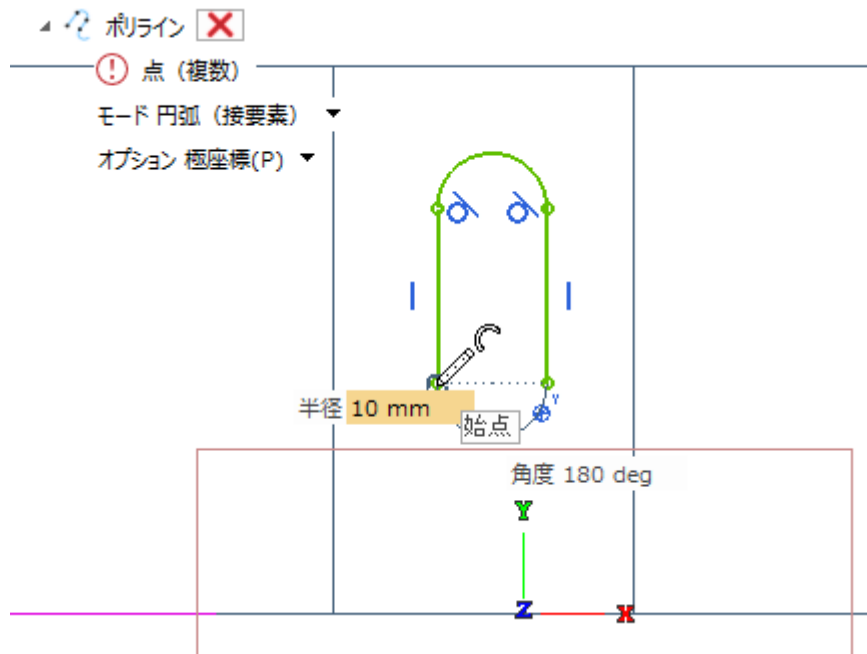 ポリライン
点（複数）
モード 円弧（接要素）
オプション 極座標(P)
半径 10 mm
始点
角度 180 deg
Y
Z X